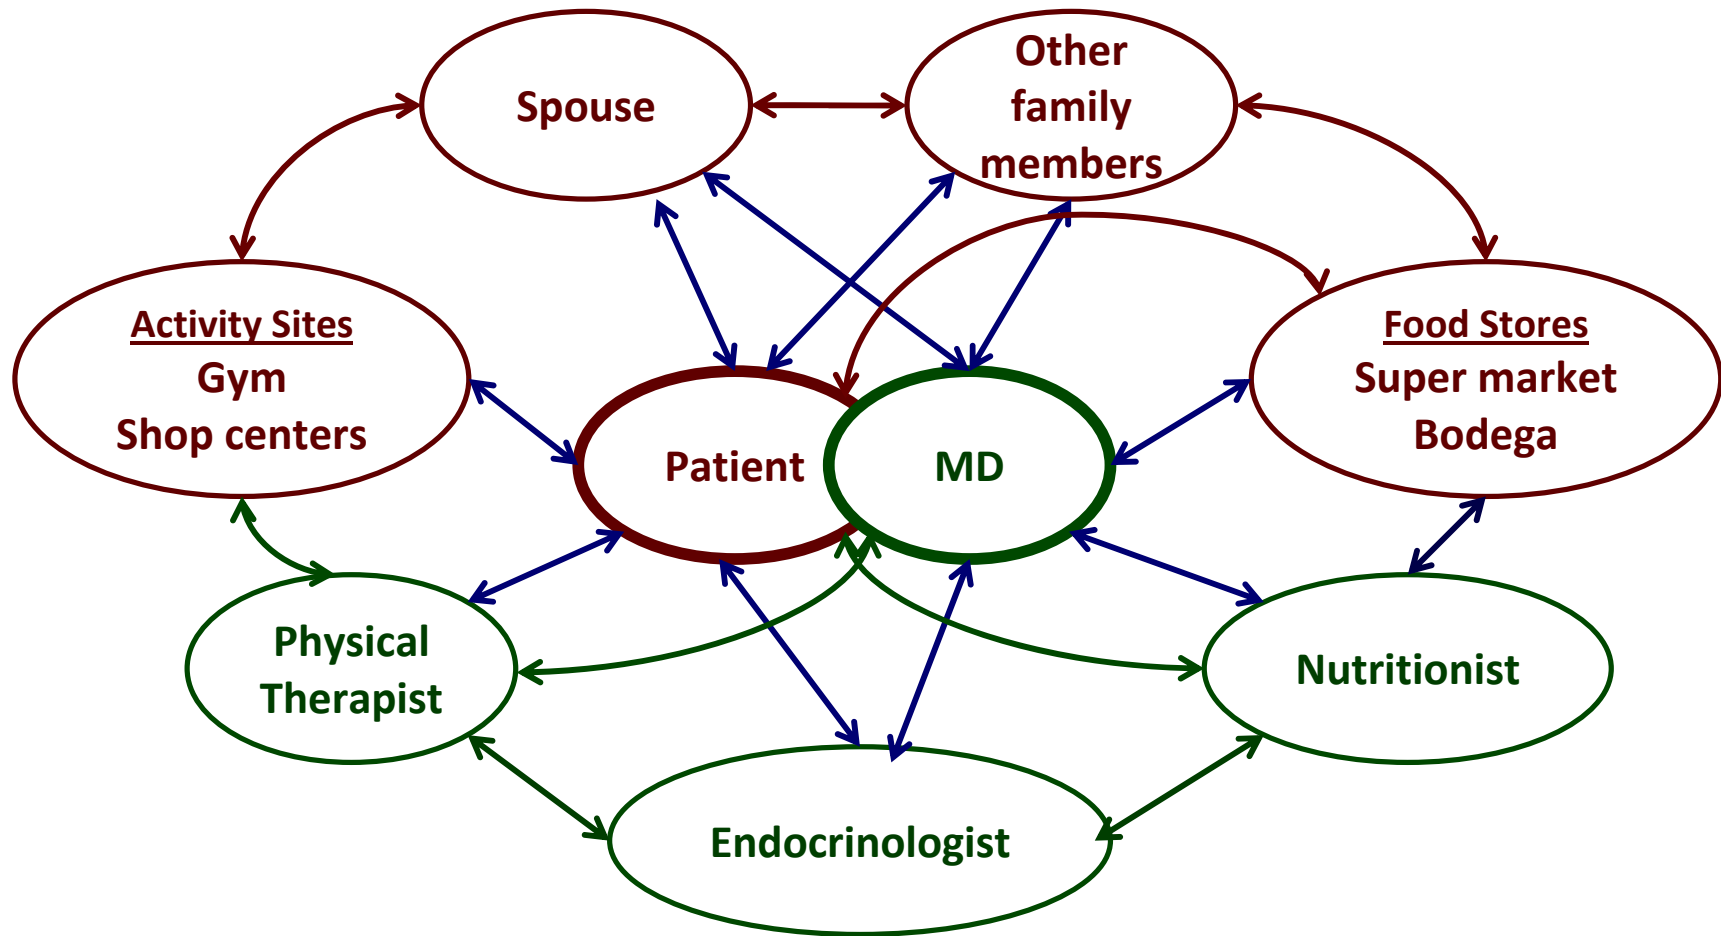 Spouse
Other
family
members
Activity Sites
Gym
Shop centers
Food Stores
Super market
Bodega
Patient
MD
Physical
Therapist
Nutritionist
Endocrinologist